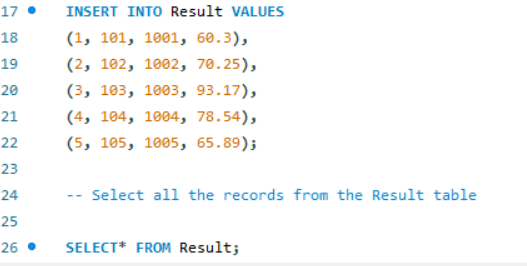 17 INSERT INTO Result VALUES
18 (1, 101, 1001, 60.3),
19 (2, 102, 1002, 70.25),
20 (3, 103, 1003, 93.17),
21 (4, 104, 1004, 78.54),
22 (5, 105, 1005, 65.89);
23
24 -- Select all the records from the Result table
25
26 SELECT* FROM Result;